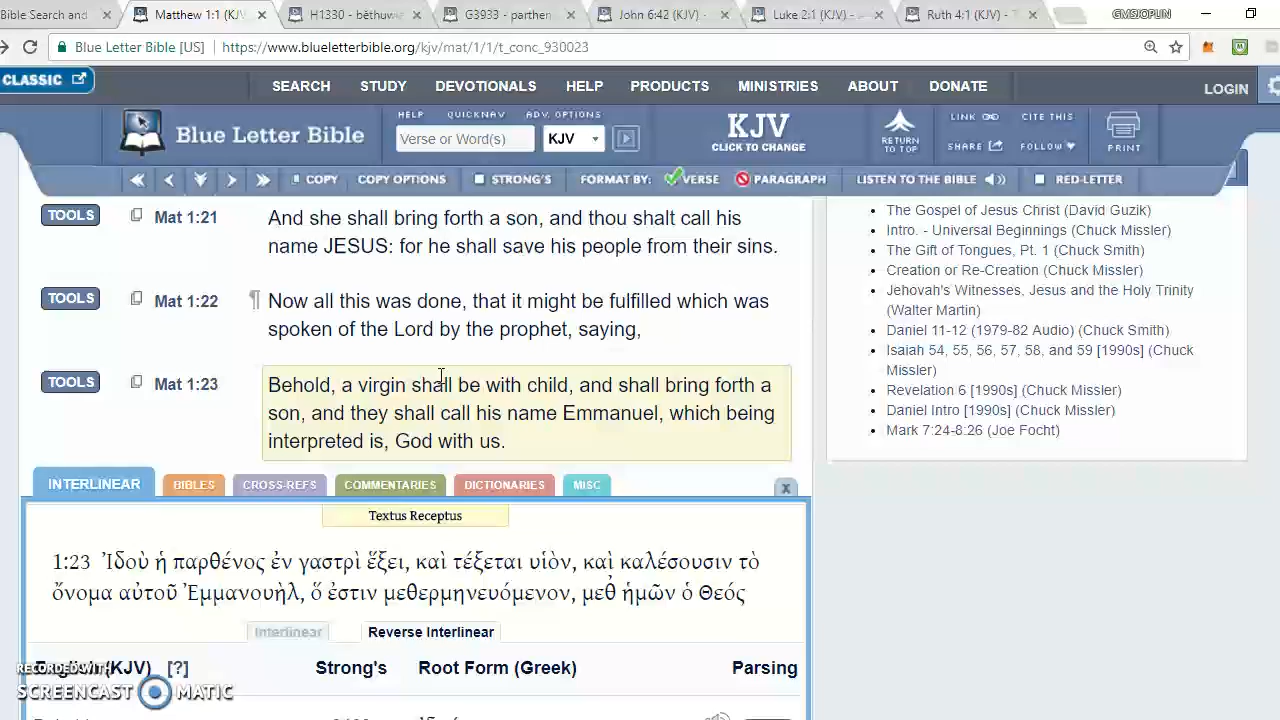 Bible Search and
Matthew 1:1 (KJV)
H1330 - bĕthuw
G3933 - parthen
John 6:42 (KJV) -
Luke 2:1 (KJV) -
Ruth 4:1 (KJV) -
GMSIOPLIN
Blue Letter Bible [US]
https://www.blueletterbible.org/kjv/mat/1/1/t_conc_930023
CLASSIC
SEARCH STUDY DEVOTIONALS HELP PRODUCTS MINISTRIES ABOUT DONATE
LOGIN
Blue Letter Bible
HELP QUICKNAV ADV. OPTIONS
Verse or Word(s)
KJV
KJV
CLICK TO CHANGE
RETURN
TO TOP
LINK CITE THIS
SHARE FOLLOW
PRINT
COPY COPY OPTIONS STRONG'S FORMAT BY: VERSE PARAGRAPH LISTEN TO THE BIBLE RED-LETTER
TOOLS Mat 1:21 And she shall bring forth a son, and thou shalt call his
name JESUS: for he shall save his people from their sins.
TOOLS Mat 1:22 ¶ Now all this was done, that it might be fulfilled which was
spoken of the Lord by the prophet, saying,
TOOLS Mat 1:23 Behold, a virgin shall be with child, and shall bring forth a
son, and they shall call his name Emmanuel, which being
interpreted is, God with us.
The Gospel of Jesus Christ (David Guzik)
Intro. - Universal Beginnings (Chuck Missler)
The Gift of Tongues, Pt. 1 (Chuck Smith)
Creation or Re-Creation (Chuck Missler)
Jehovah's Witnesses, Jesus and the Holy Trinity
(Walter Martin)
Daniel 11-12 (1979-82 Audio) (Chuck Smith)
Isaiah 54, 55, 56, 57, 58, and 59 [1990s] (Chuck
Missler)
Revelation 6 [1990s] (Chuck Missler)
Daniel Intro [1990s] (Chuck Missler)
Mark 7:24-8:26 (Joe Focht)
INTERLINEAR BIBLES CROSS-REFS COMMENTARIES DICTIONARIES MISC
x
Textus Receptus
1:23 Ἰδοὺ ἡ παρθένος ἐν γαστρὶ ἕξει, καὶ τέξεται υἱὸν, καὶ καλέσουσιν τὸ
ὄνομα αὐτοῦ Ἐμμανουὴλ, ὅ ἐστιν μεθερμηνευόμενον, μεθ ἡμῶν ὁ Θεός
Interlinear Reverse Interlinear
(KJV) [?] Strong's Root Form (Greek) Parsing
RECORDED WITH
SCREENCAST MATIC